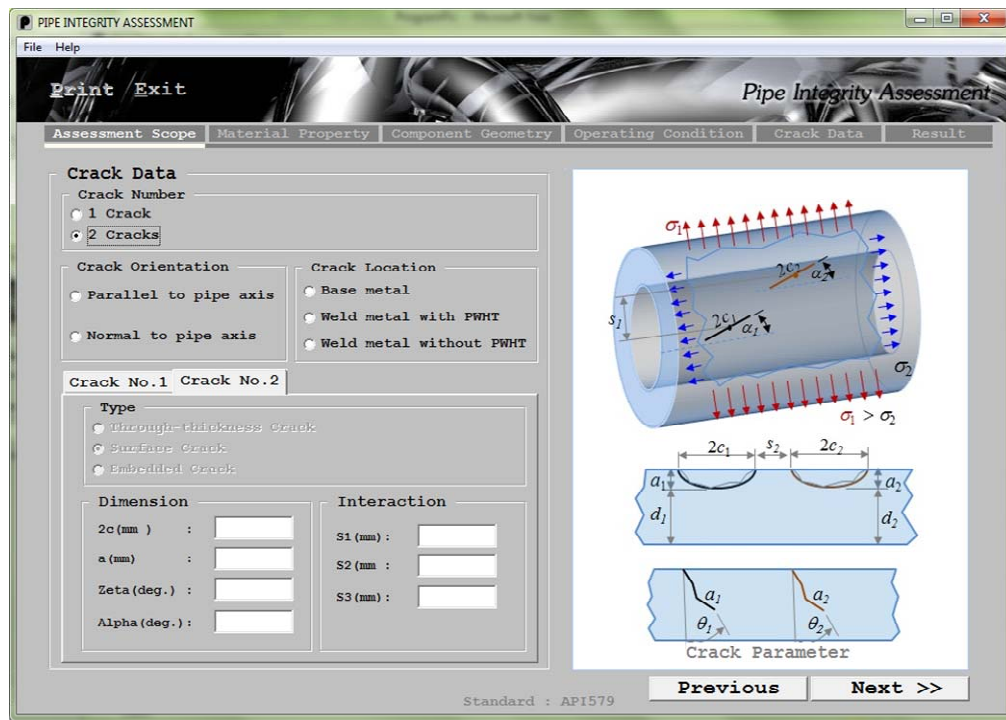 PIPE INTEGRITY ASSESSMENT
File Help
Print Exit
Pipe Integrity Assessment
Assessment Scope Material Property Component Geometry Operating Condition Crack Data Result
Crack Data
Crack Number
1 Crack
2 Cracks
Crack Orientation
Parallel to pipe axis
Normal to pipe axis
Crack Location
Base metal
Weld metal with PWHT
Weld metal without PWHT
Crack No.1 Crack No.2
Type
Through-thickness Crack
Surface Crack
Embedded Crack
Dimension
2c(mm ) :
a(mm) :
Zeta(deg.) :
Alpha(deg.):
Interaction
S1(mm):
S2(mm :
S3(mm):
σ1
2c2 α2
s1 2c1 α1
σ2
σ1 > σ2
2c1 s2 2c2
a1 a2
d1 d2
a1 a2
θ1 θ2
Crack Parameter
Previous Next >>
Standard : API579